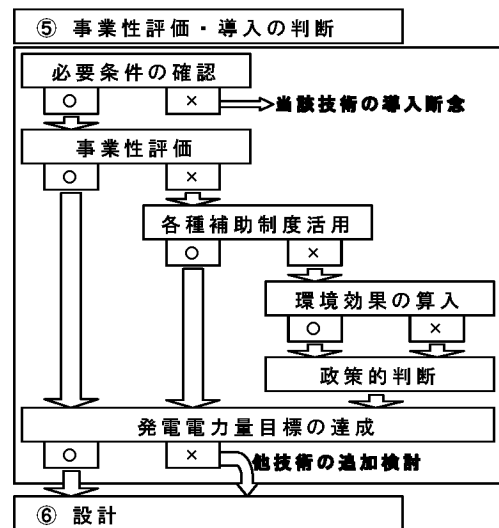 ⑤ 事業性評価・導入の判断
必要条件の確認
○ ×
当該技術の導入断念
事業性評価
○ ×
各種補助制度活用
○ ×
環境効果の算入
○ ×
政策的判断
発電電力量目標の達成
○ ×
他技術の追加検討
⑥ 設計